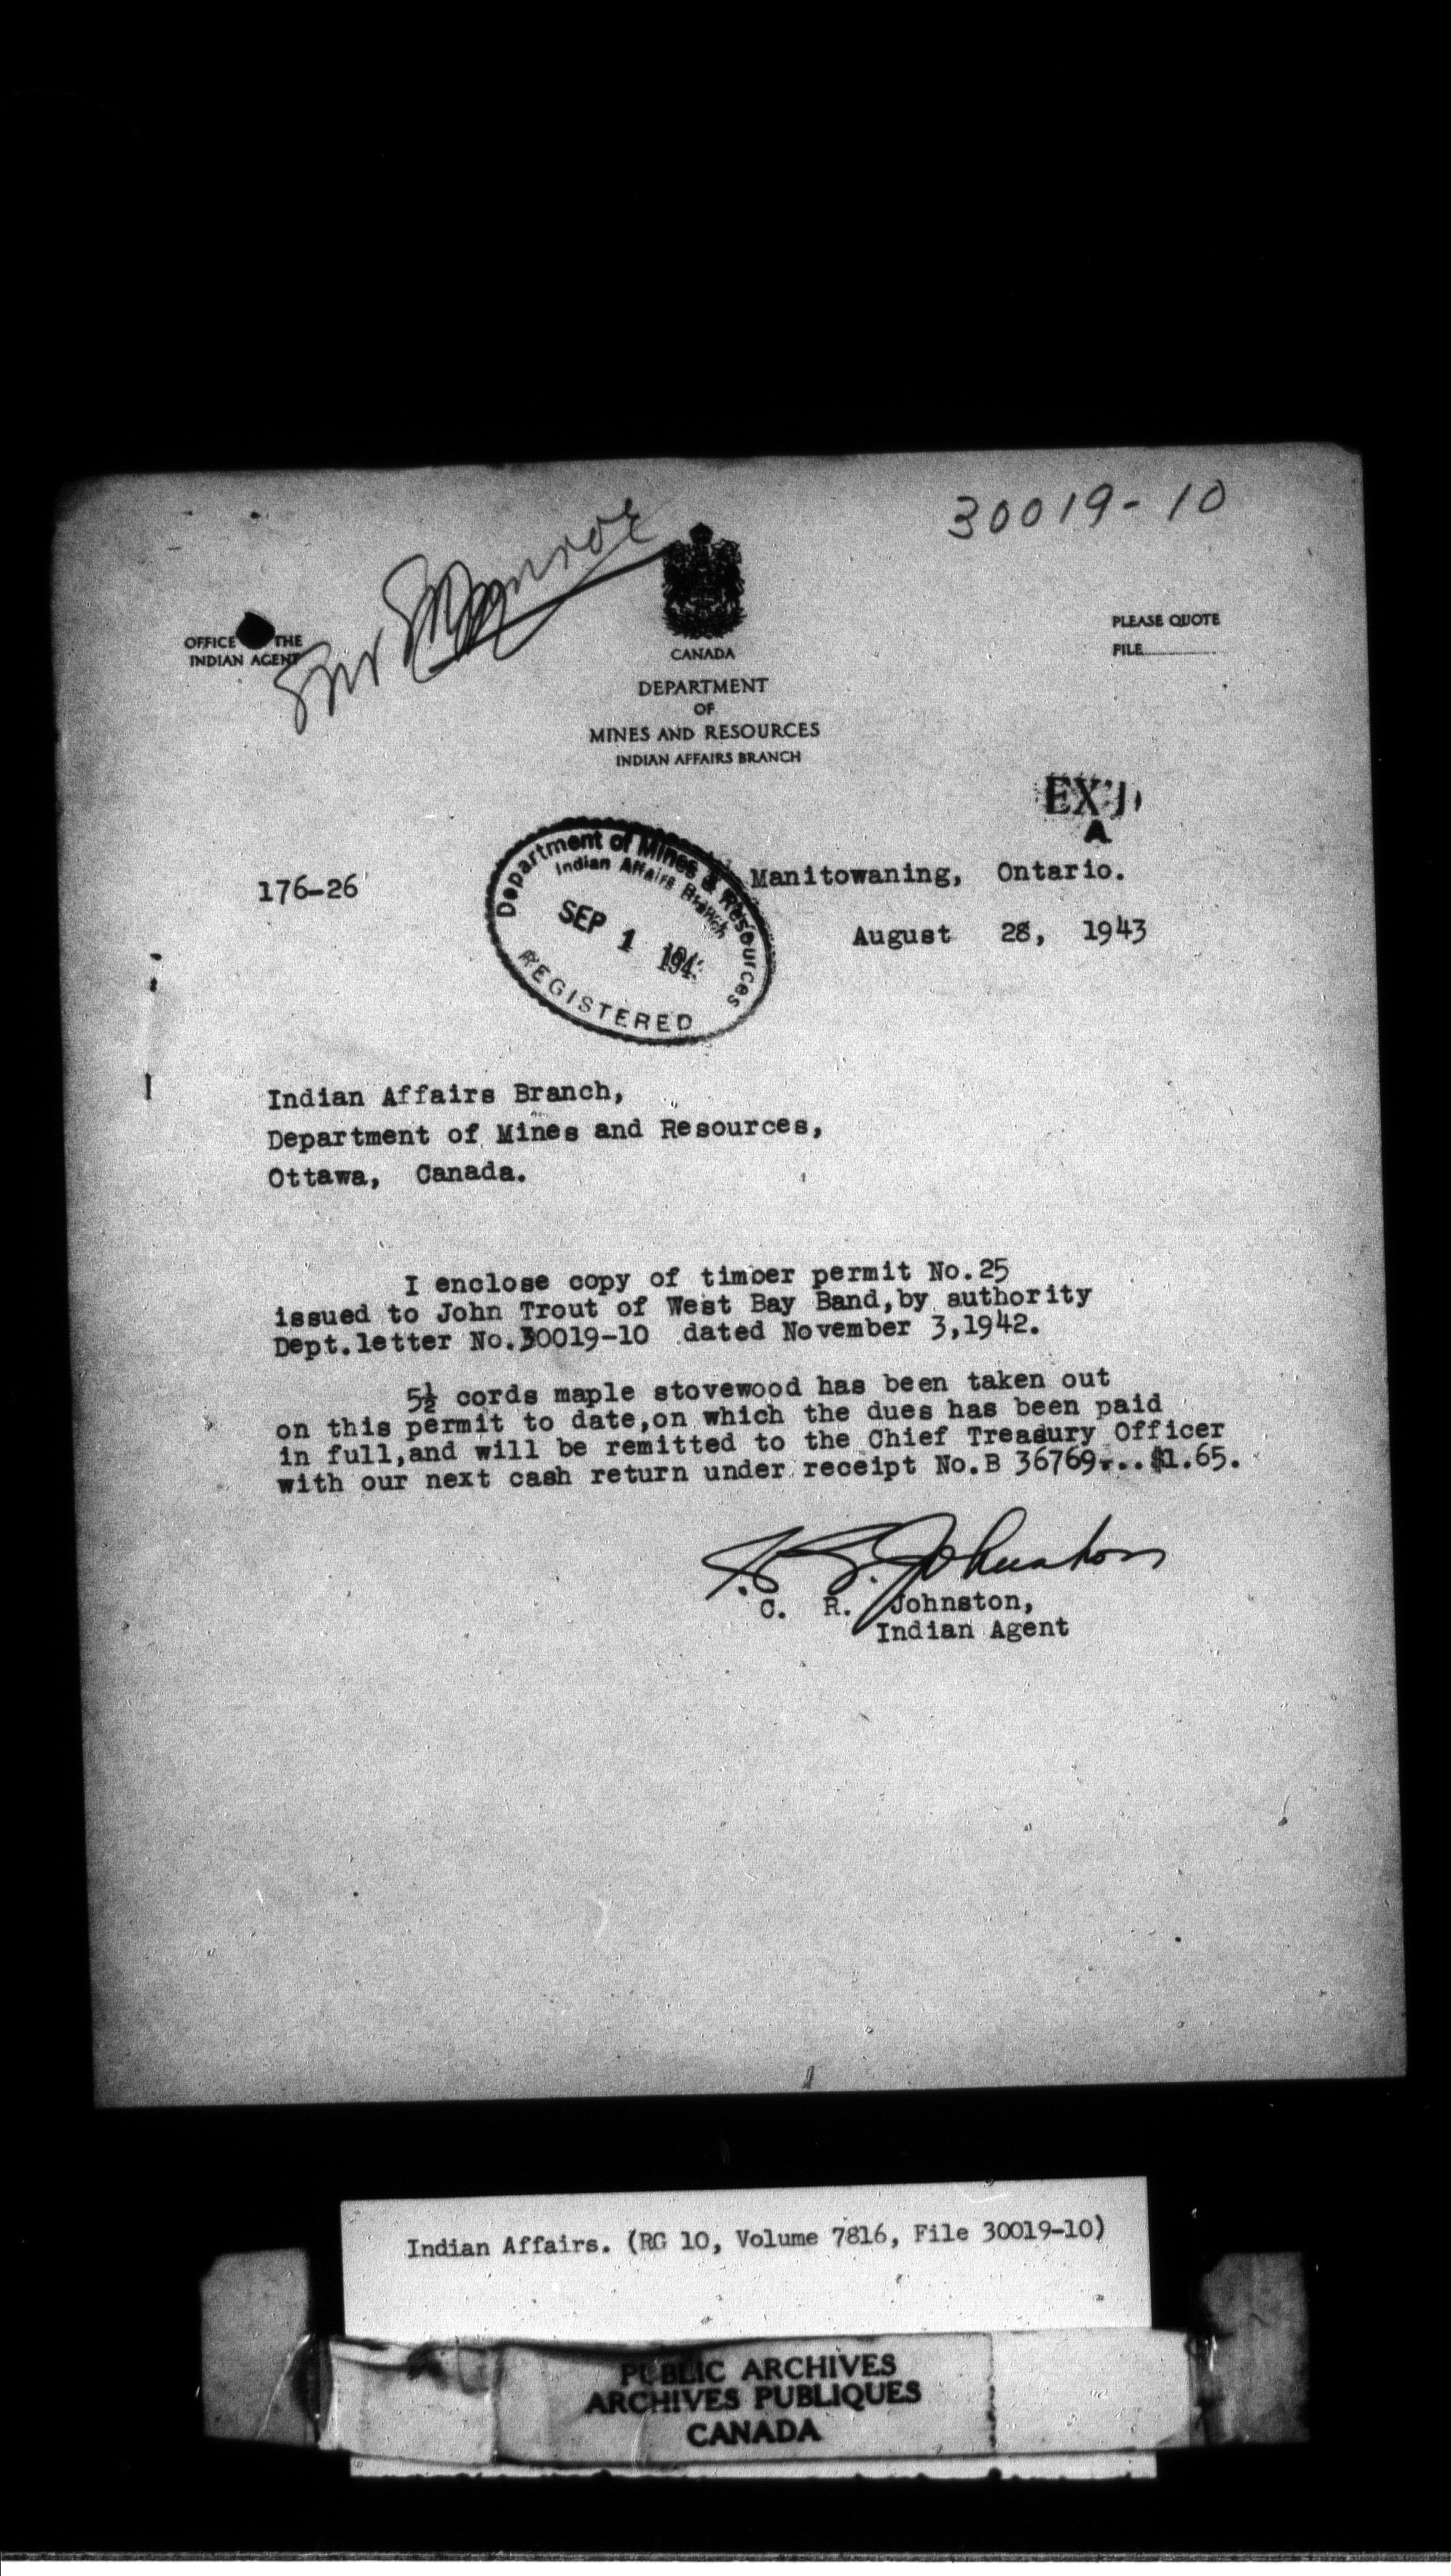 30019-10
Mr Munroe
OFFICE THE
INDIAN AGENT
PLEASE QUOTE
FILE
CANADA
DEPARTMENT
OF
MINES AND RESOURCES
INDIAN AFFAIRS BRANCH
EX'D
A
176-26
Department of Mines & Resources
Indian Affairs Branch
SEP 1 194
REGISTERED
Manitowaning, Ontario.
August 28, 1943
Indian Affairs Branch,
Department of Mines and Resources,
Ottawa, Canada.
I enclose copy of timber permit No.25
issued to John Trout of West Bay Band,by authority
Dept.letter No.30019-10 dated November 3,1942.
5½ cords maple stovewood has been taken out
on this permit to date,on which the dues has been paid
in full,and will be remitted to the Chief Treasury Officer
with our next cash return under receipt No.B 36769... $1.65.
Johnston
C. R. Johnston,
Indian Agent
Indian Affairs. (RG 10, Volume 7816, File 30019-10)
PUBLIC ARCHIVES
ARCHIVES PUBLIQUES
CANADA